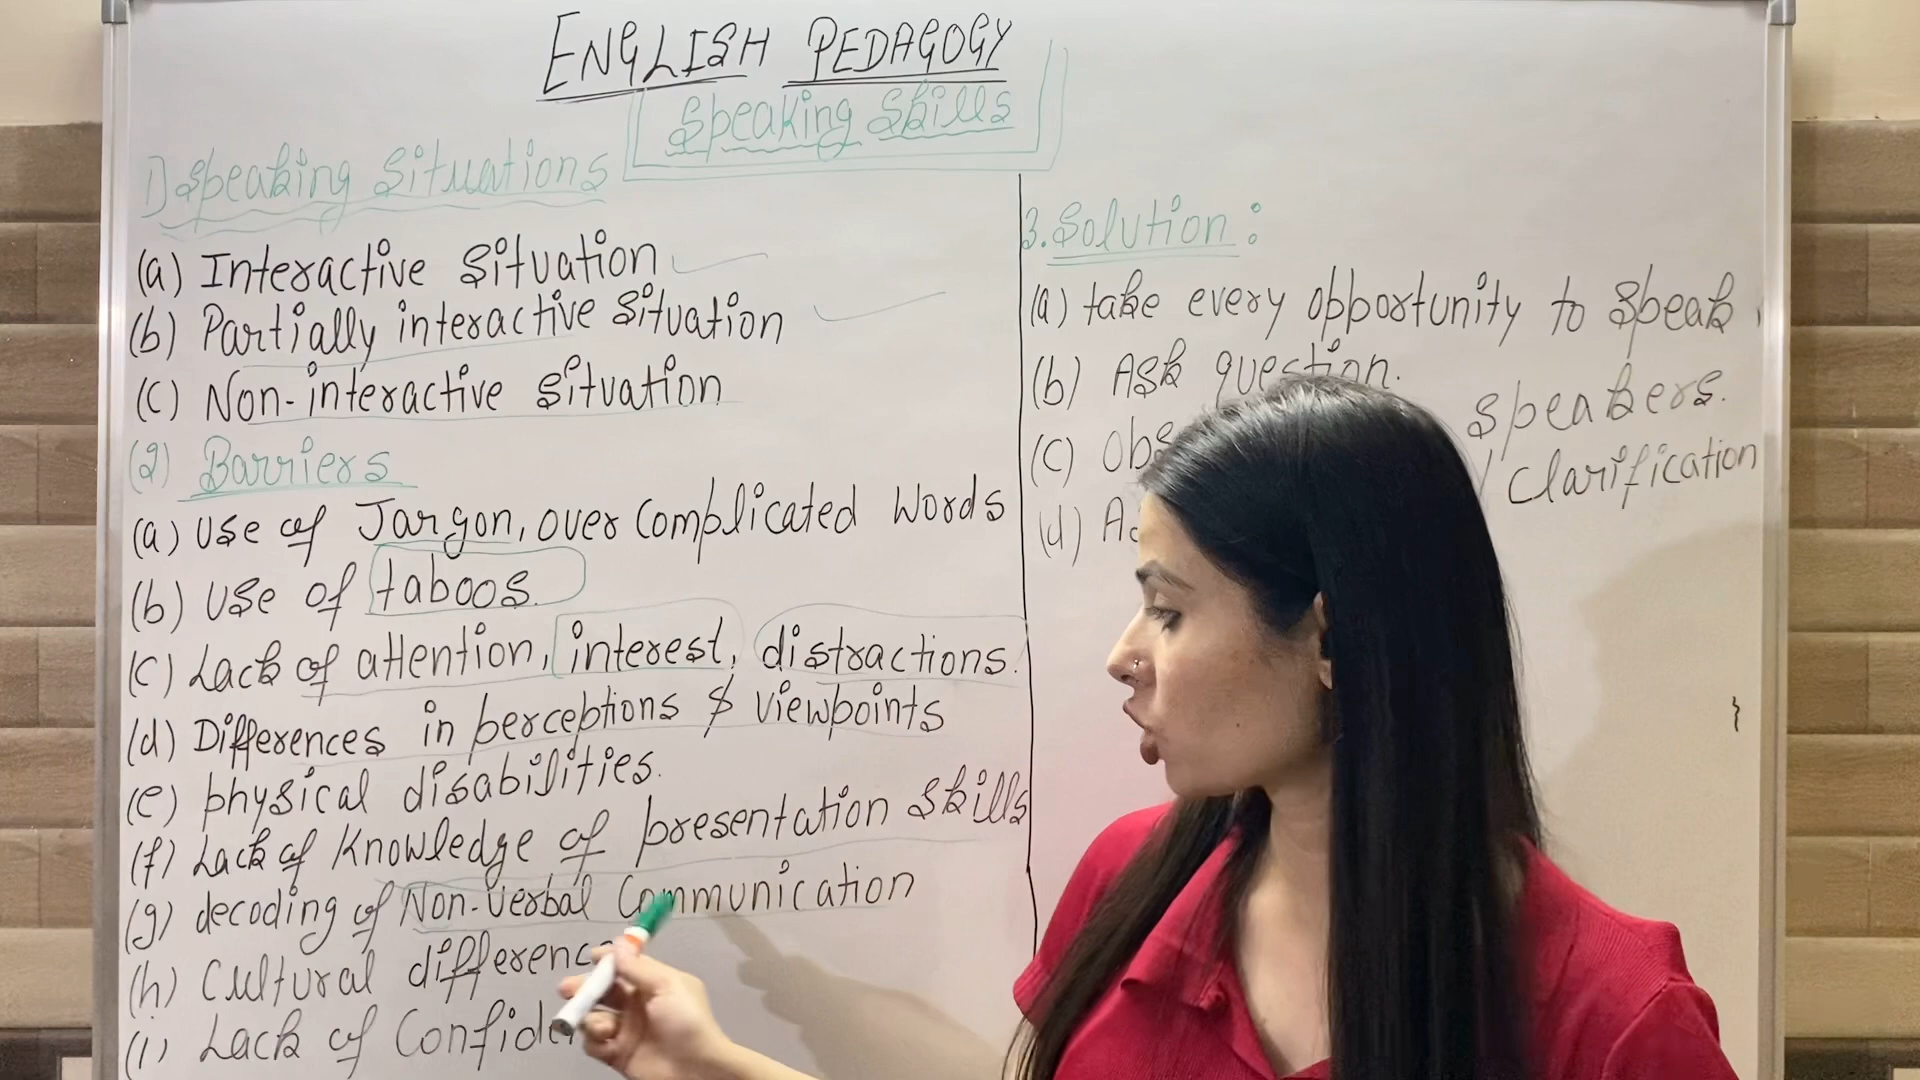 ENGLISH PEDAGOGY
Speaking Skills
1) Speaking Situations
(a) Interactive Situation
(b) Partially interactive Situation
(c) Non-interactive Situation
(2) Barriers
(a) Use of Jargon, over complicated words
(b) Use of taboos.
(c) Lack of attention, interest, distractions.
(d) Differences in perceptions & viewpoints
(e) physical disabilities.
(f) Lack of Knowledge of presentation skills
(g) decoding of Non-verbal Communication
(h) Cultural
(i) Lack of
3. Solution:
(a) take every opportunity to speak.
(b) Ask question.
(c) speakers.
(d) / Clarification